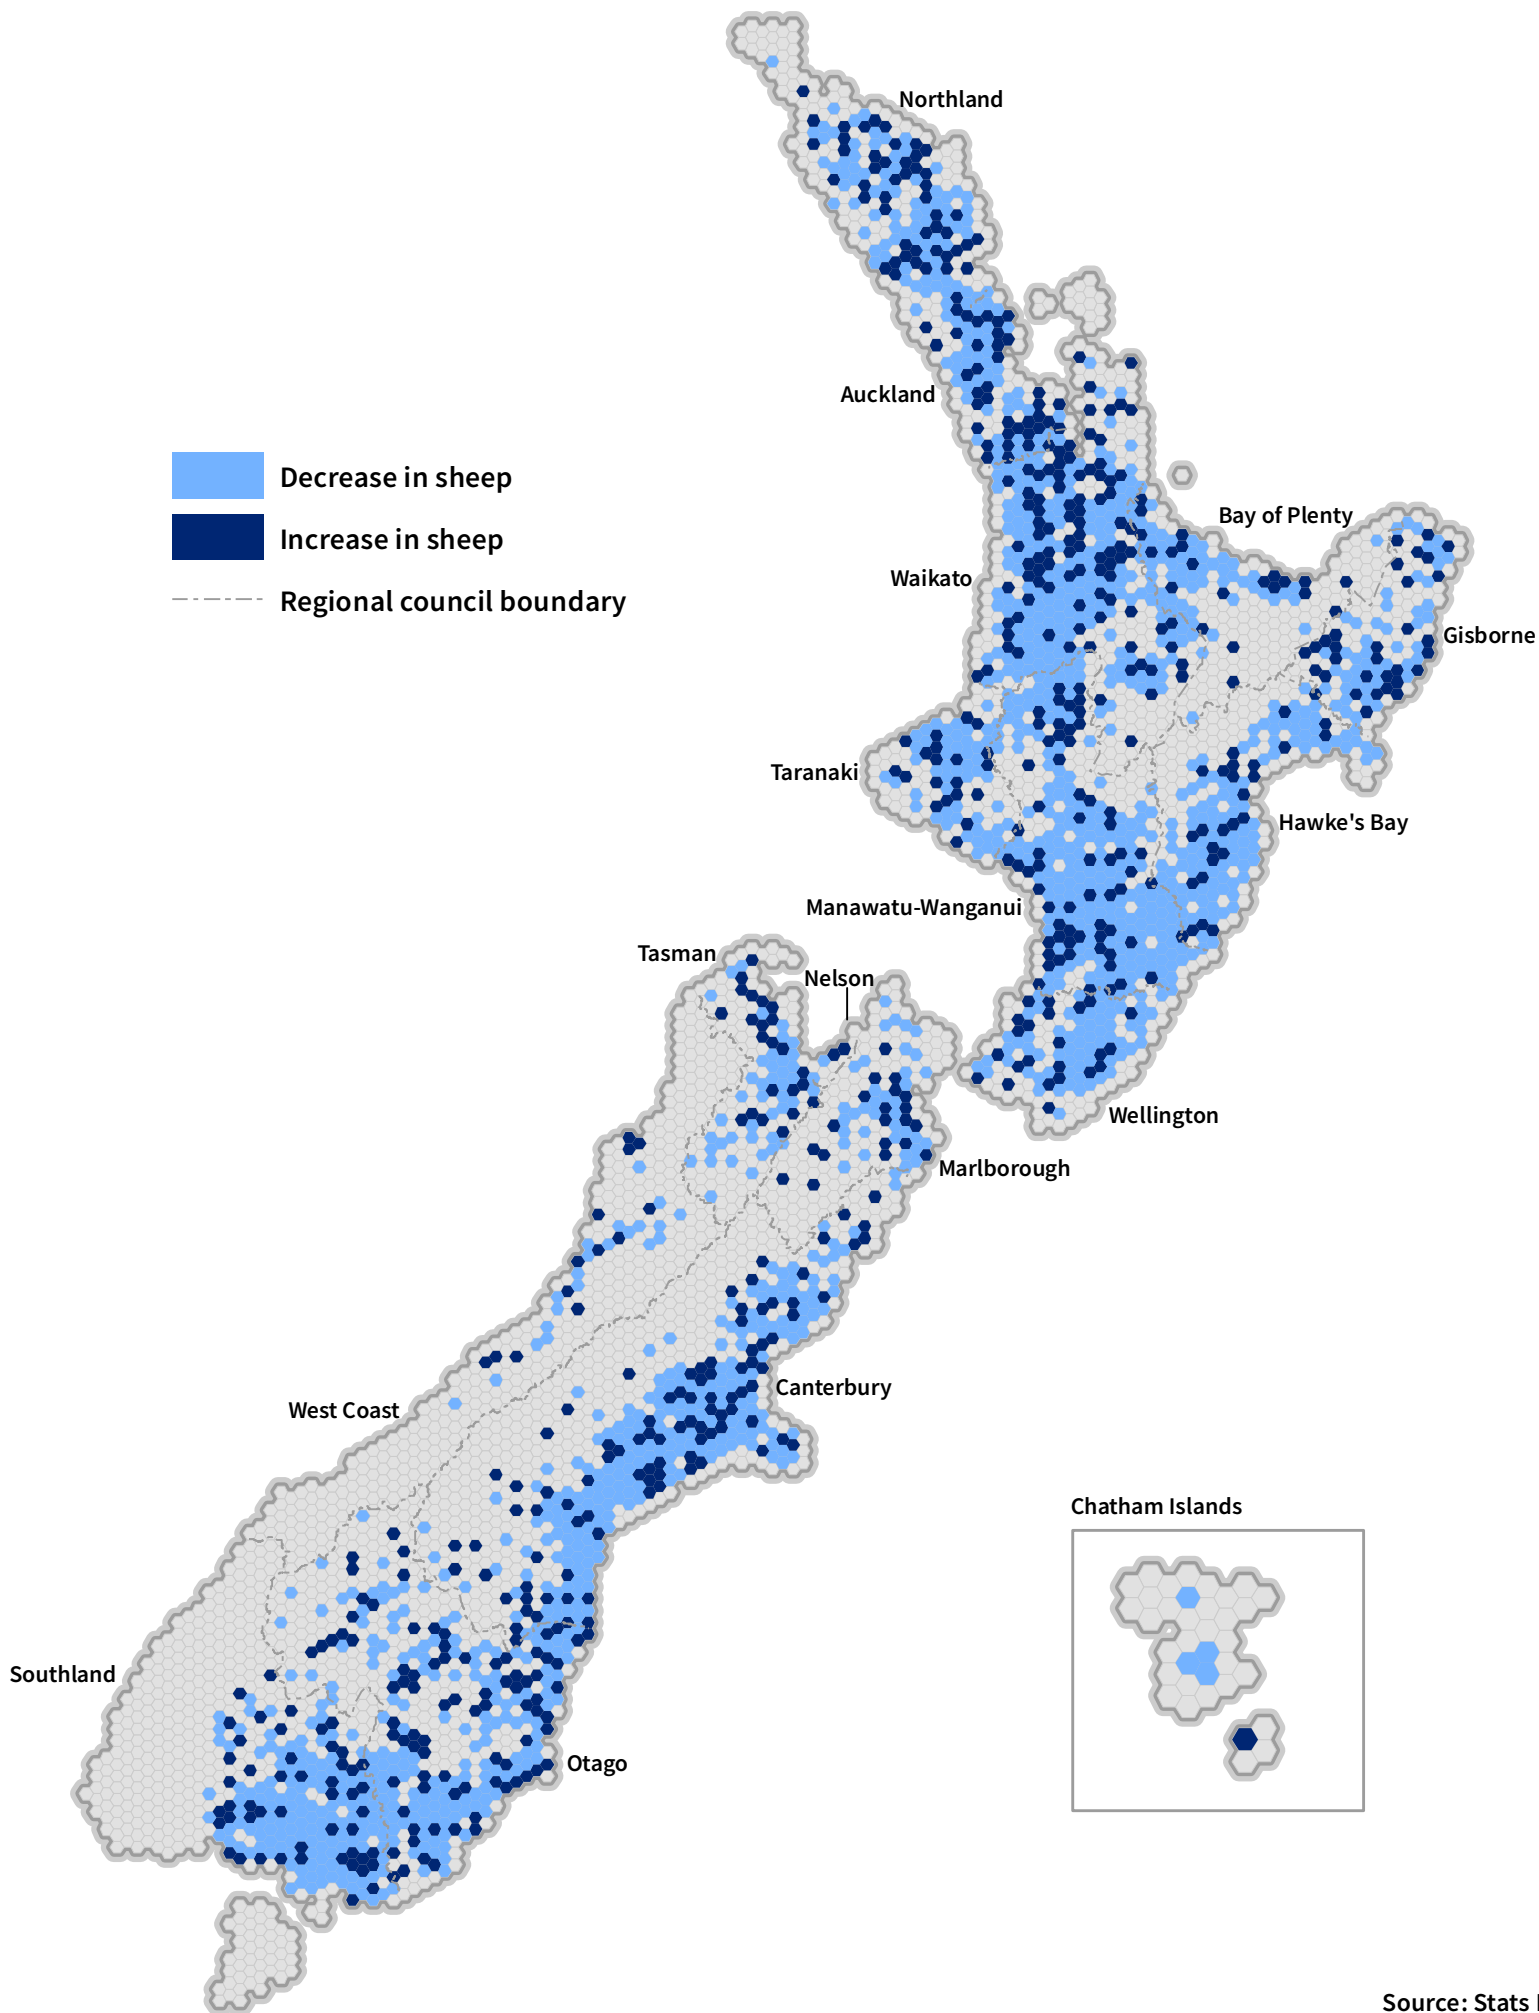 Northland
Auckland
Decrease in sheep
Increase in sheep
Regional council boundary
Bay of Plenty
Waikato
Gisborne
Taranaki
Hawke's Bay
Manawatu-Wanganui
Tasman
Nelson
Wellington
Marlborough
Canterbury
West Coast
Chatham Islands
Southland
Otago
Source: Stats